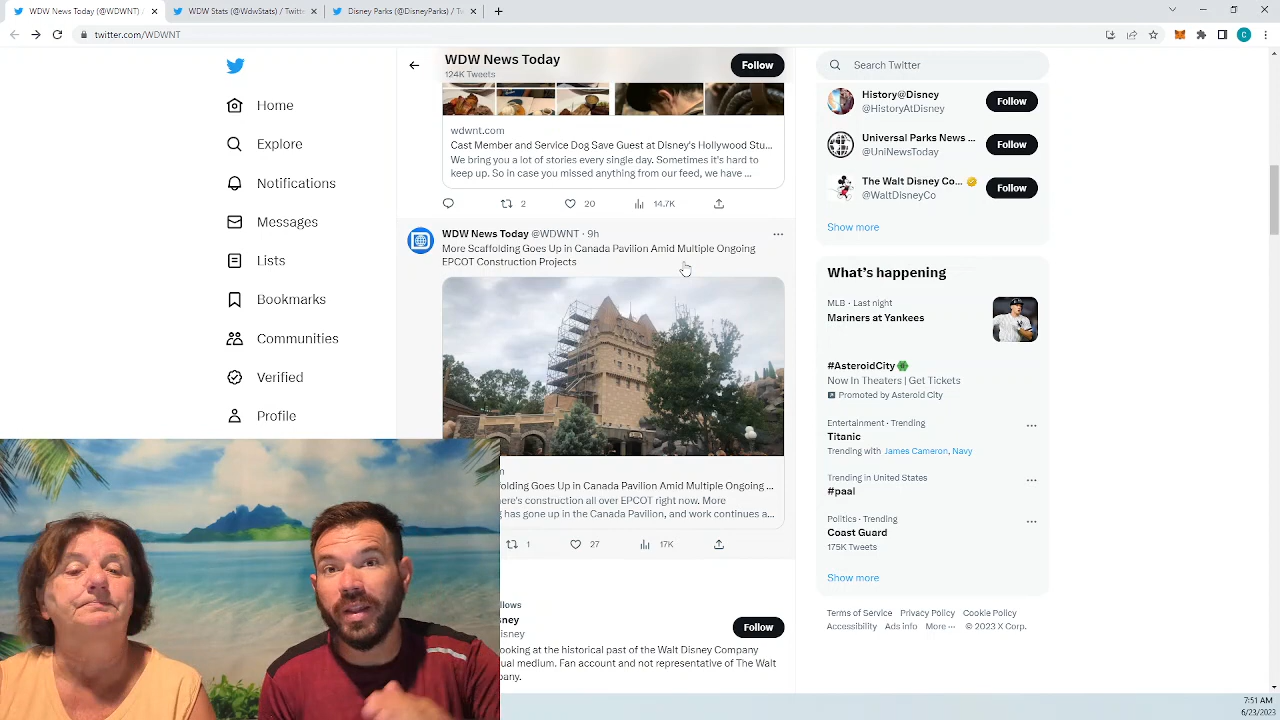 WDW News Today (@WDWNT) /
WDW Stats (@WdwStats) / Twitte
Disney Parks (@DisneyParks) / Tw
twitter.com/WDWNT
C
WDW News Today
124K Tweets
Follow
Search Twitter
Home
Explore
Notifications
Messages
Lists
Bookmarks
Communities
Verified
Profile
wdwnt.com
Cast Member and Service Dog Save Guest at Disney's Hollywood Stu...
We bring you a lot of stories every single day. Sometimes it's hard to
keep up. So in case you missed anything from our feed, we have ...
2
20
14.7K
WDW News Today @WDWNT · 9h
More Scaffolding Goes Up in Canada Pavilion Amid Multiple Ongoing
EPCOT Construction Projects
m
olding Goes Up in Canada Pavilion Amid Multiple Ongoing ...
ere's construction all over EPCOT right now. More
g has gone up in the Canada Pavilion, and work continues a...
1
27
17K
llows
sney
isney
Follow
ooking at the historical past of the Walt Disney Company
ual medium. Fan account and not representative of The Walt
pany.
History@Disney
@HistoryAtDisney
Follow
Universal Parks News ...
@UniNewsToday
Follow
The Walt Disney Co...
@WaltDisneyCo
Follow
Show more
What's happening
MLB · Last night
Mariners at Yankees
#AsteroidCity
Now In Theaters | Get Tickets
Promoted by Asteroid City
Entertainment · Trending
Titanic
Trending with James Cameron, Navy
Trending in United States
#paal
Politics · Trending
Coast Guard
175K Tweets
Show more
Terms of Service Privacy Policy Cookie Policy
Accessibility Ads info More ··· © 2023 X Corp.
7:51 AM
6/23/2023